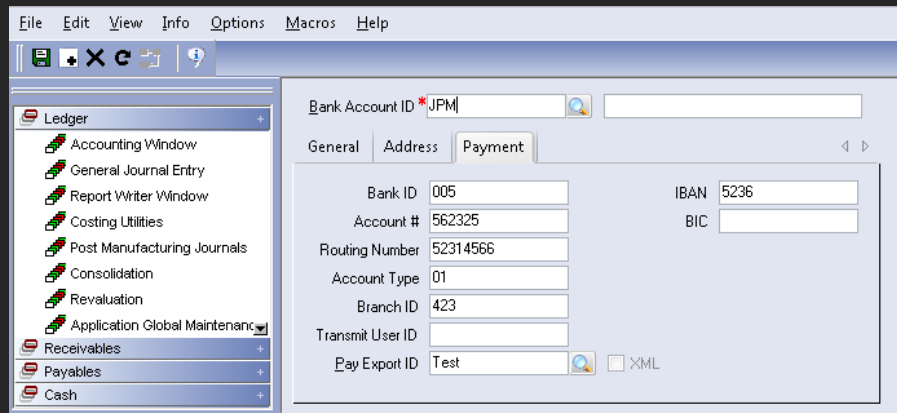 File Edit View Info Options Macros Help
Bank Account ID * JPM
Ledger +
Accounting Window
General Journal Entry
Report Writer Window
Costing Utilities
Post Manufacturing Journals
Consolidation
Revaluation
Application Global Maintenanc
Receivables +
Payables +
Cash +
General Address Payment
Bank ID 005 IBAN 5236
Account # 562325 BIC
Routing Number 52314566
Account Type 01
Branch ID 423
Transmit User ID
Pay Export ID Test XML